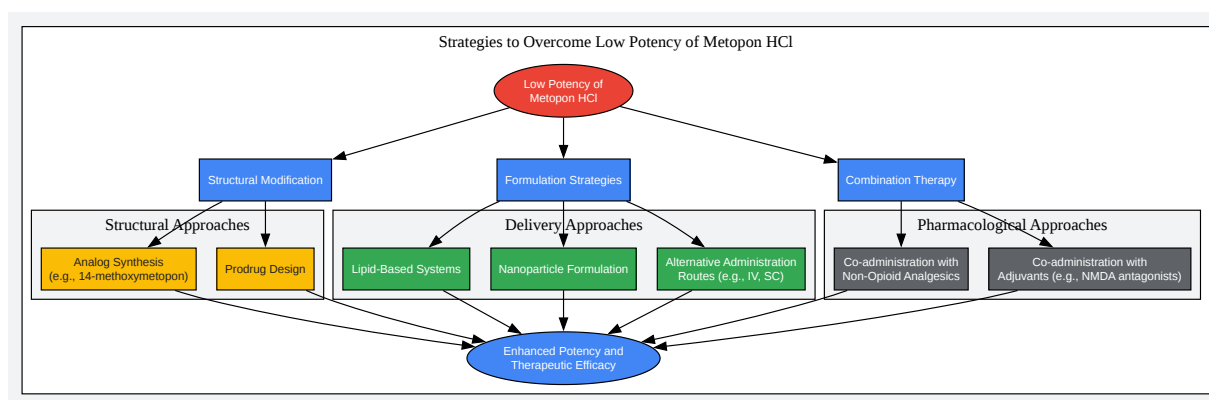 Strategies to Overcome Low Potency of Metopon HCl
Low Potency of
Metopon HCl
Structural Modification
Formulation Strategies
Combination Therapy
Structural Approaches
Delivery Approaches
Pharmacological Approaches
Analog Synthesis
(e.g., 14-methoxymetopon)
Prodrug Design
Lipid-Based Systems
Nanoparticle Formulation
Alternative Administration
Routes (e.g., IV, SC)
Co-administration with
Non-Opioid Analgesics
Co-administration with
Adjuvants (e.g., NMDA antagonists)
Enhanced Potency and
Therapeutic Efficacy